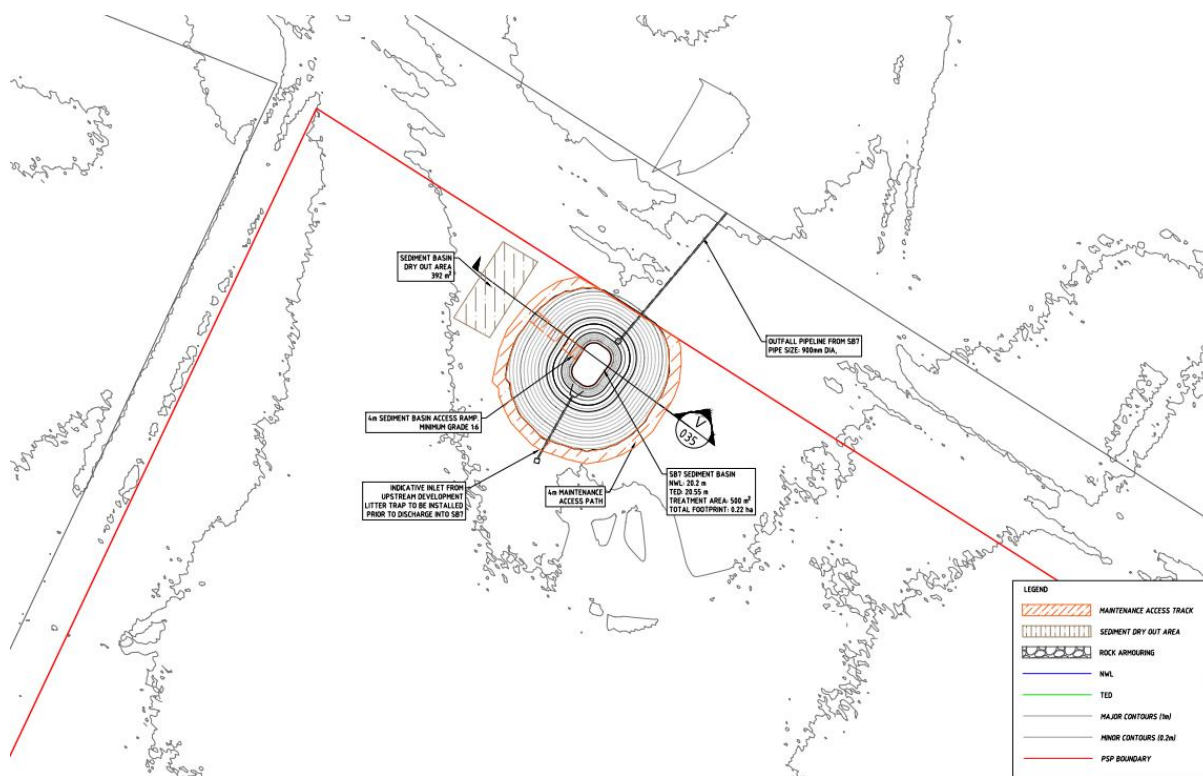 SEDIMENT BASIN
DRY OUT AREA
392 m²
OUTFALL PIPELINE FROM SB7
PIPE SIZE: 900mm DIA,
4m SEDIMENT BASIN ACCESS RAMP.
MINIMUM GRADE 1:6
V
035
INDICATIVE INLET FROM
UPSTREAM DEVELOPMENT
LITTER TRAP TO BE INSTALLED
PRIOR TO DISCHARGE INTO SB7
4m MAINTENANCE
ACCESS PATH
SB7 SEDIMENT BASIN
NWL: 20.2 m
TED: 20.55 m
TREATMENT AREA: 500 m²
TOTAL FOOTPRINT: 0.22 ha
LEGEND
MAINTENANCE ACCESS TRACK
SEDIMENT DRY OUT AREA
ROCK ARMOURING
NWL
TED
MAJOR CONTOURS (1m)
MINOR CONTOURS (0.2m)
PSP BOUNDARY